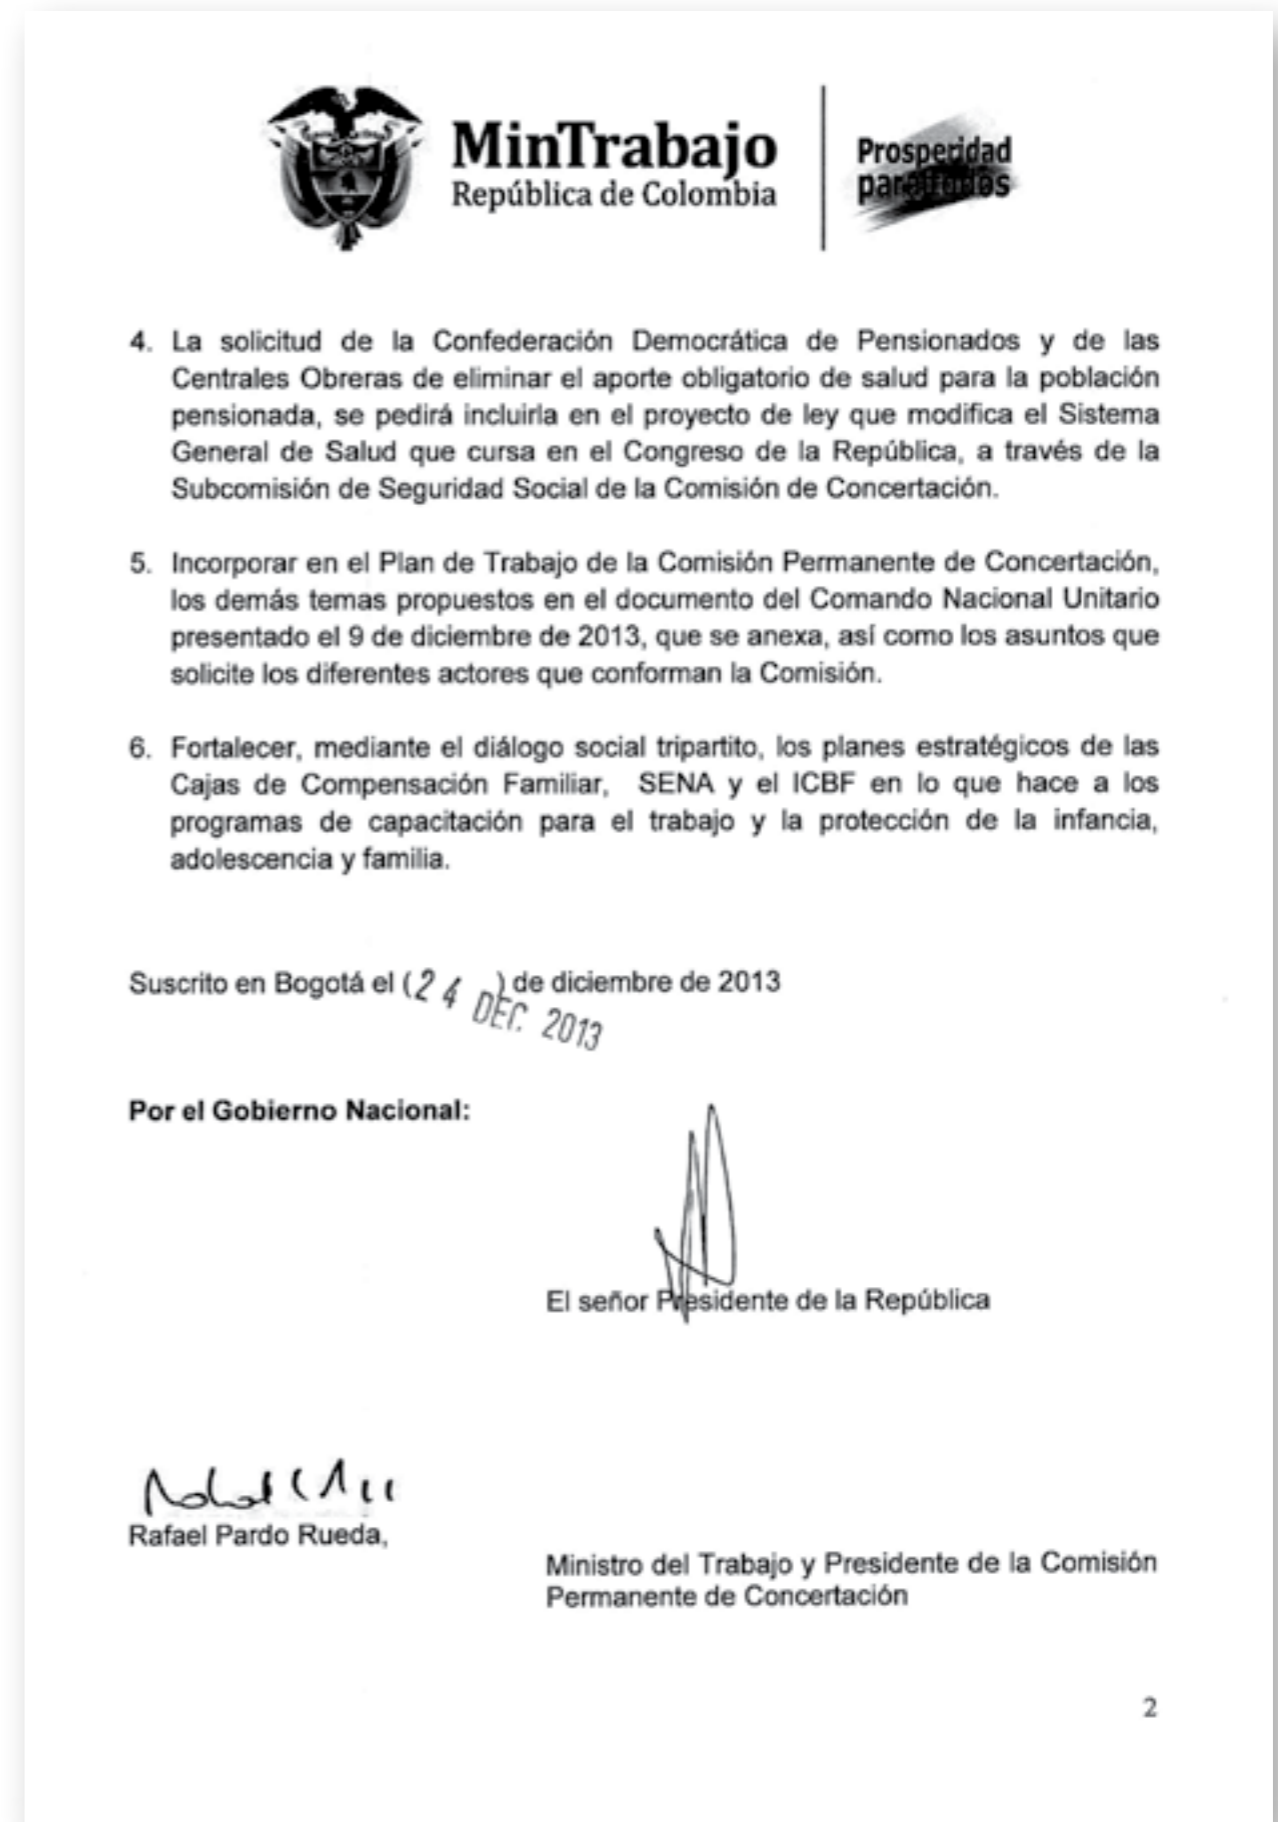 MinTrabajo
República de Colombia
Prosperidad
para todos
4. La solicitud de la Confederación Democrática de Pensionados y de las
Centrales Obreras de eliminar el aporte obligatorio de salud para la población
pensionada, se pedirá incluirla en el proyecto de ley que modifica el Sistema
General de Salud que cursa en el Congreso de la República, a través de la
Subcomisión de Seguridad Social de la Comisión de Concertación.
5. Incorporar en el Plan de Trabajo de la Comisión Permanente de Concertación,
los demás temas propuestos en el documento del Comando Nacional Unitario
presentado el 9 de diciembre de 2013, que se anexa, así como los asuntos que
solicite los diferentes actores que conforman la Comisión.
6. Fortalecer, mediante el diálogo social tripartito, los planes estratégicos de las
Cajas de Compensación Familiar, SENA y el ICBF en lo que hace a los
programas de capacitación para el trabajo y la protección de la infancia,
adolescencia y familia.
Suscrito en Bogotá el ( ) de diciembre de 2013
24 DEC. 2013
Por el Gobierno Nacional:
El señor Presidente de la República
Rafael Pardo Rueda,
Ministro del Trabajo y Presidente de la Comisión
Permanente de Concertación
2